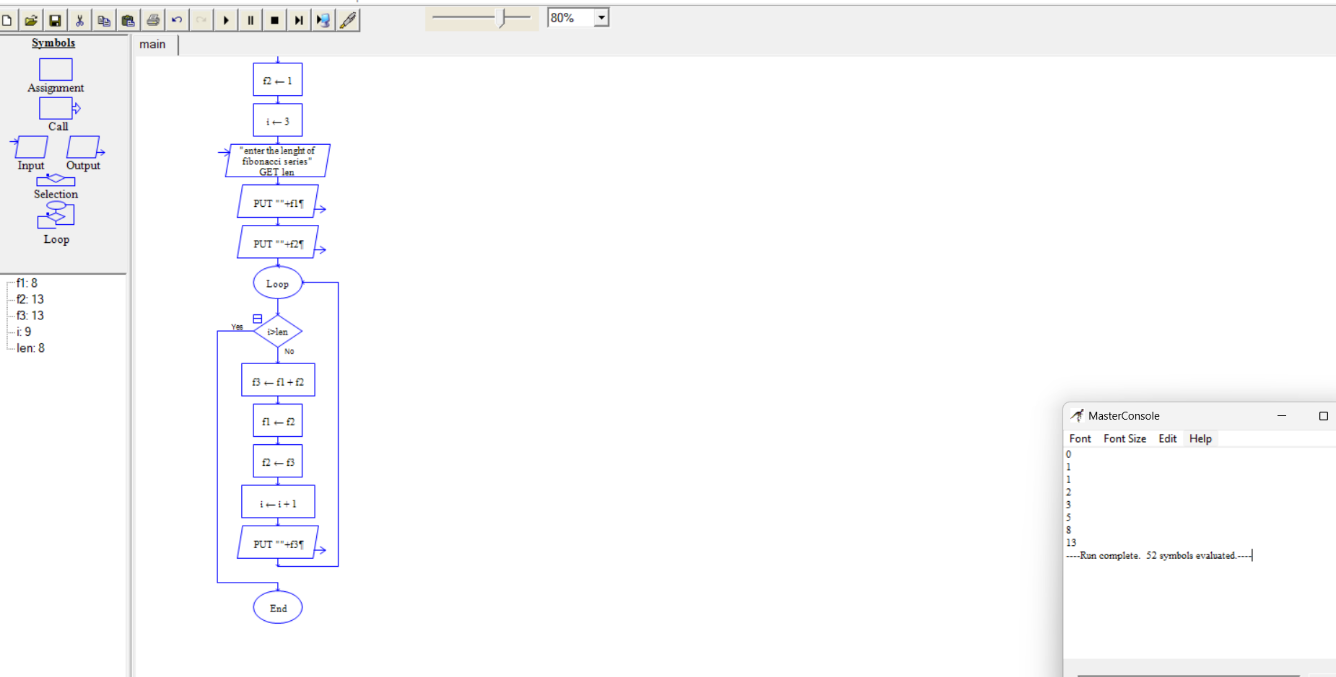 80%
Symbols
main
Assignment
Call
Input Output
Selection
Loop
f1: 8
f2: 13
f3: 13
i: 9
len: 8
f2 ← 1
i ← 3
"enter the lenght of
fibonacci series"
GET len
PUT ""+f1¶
PUT ""+f2¶
Loop
Yes
i>len
No
f3 ← f1 + f2
f1 ← f2
f2 ← f3
i ← i + 1
PUT ""+f3¶
End
MasterConsole
Font Font Size Edit Help
0
1
1
2
3
5
8
13
----Run complete. 52 symbols evaluated.----